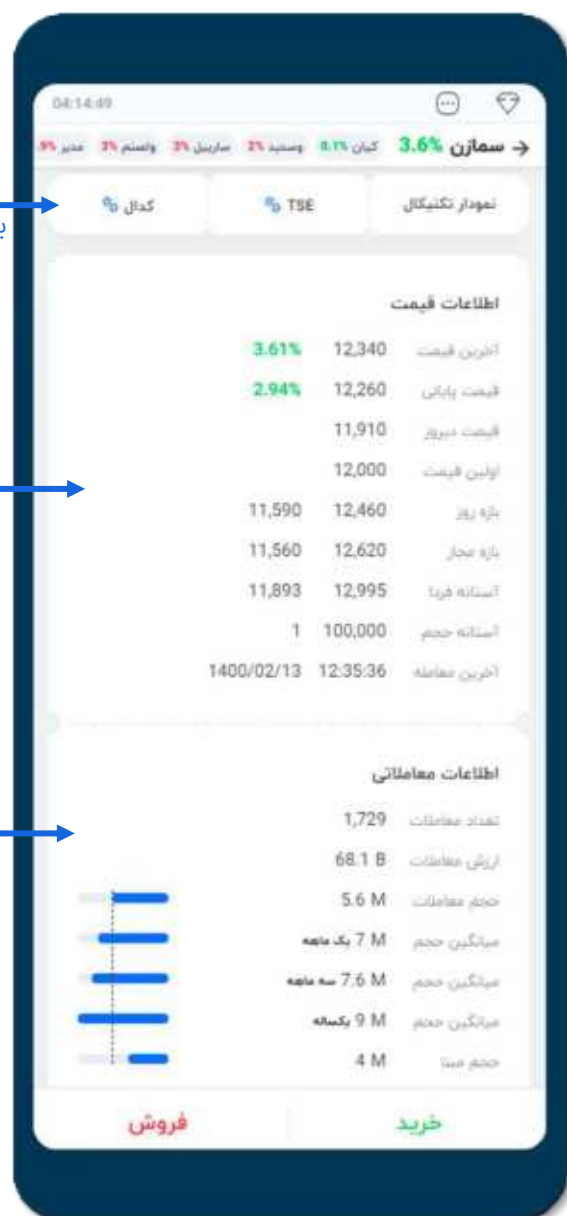 04:14:49
سمازن 3.6% کیان 0.1% وسدید 2% ساربیل 3% والمتم 3% مدیر
نمودار تکنیکال TSE کدال
اطلاعات قیمت
آخرین قیمت 12,340 3.61%
قیمت پایانی 12,260 2.94%
قیمت دیروز 11,910
اولین قیمت 12,000
بازه روز 12,460 11,590
بازه مجاز 12,620 11,560
آستانه فردا 12,995 11,893
آستانه حجم 100,000 1
آخرین معامله 12:35:36 1400/02/13
اطلاعات معاملاتی
تعداد معاملات 1,729
ارزش معاملات 68.1 B
حجم معاملات 5.6 M
میانگین حجم 7 M یک ماهه
میانگین حجم 7.6 M سه ماهه
میانگین حجم 9 M یکساله
حجم مبنا 4 M
خرید فروش